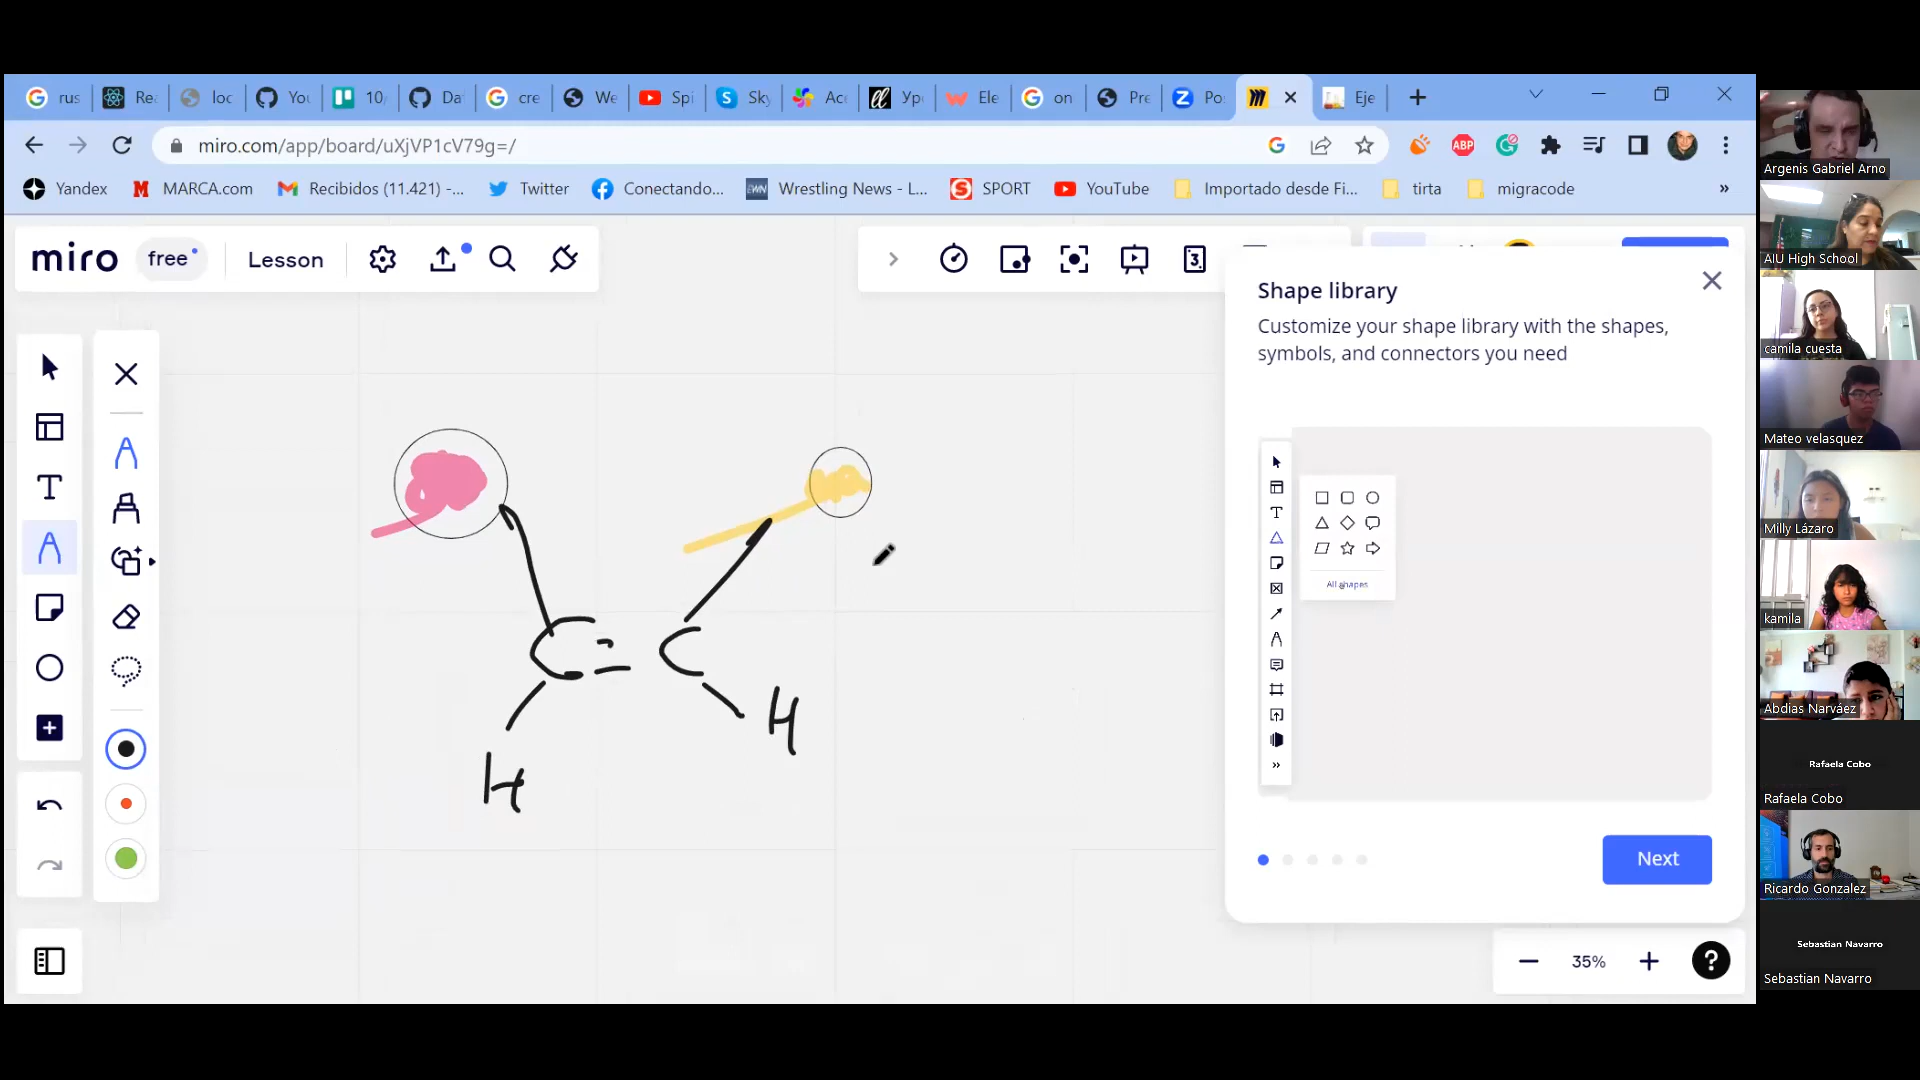 rus Rea loc You 10/ Da cre We Spi Sky Acc Ур Ele on Pre Po: Eje
miro.com/app/board/uXjVP1cV79g=/
Yandex MARCA.com Recibidos (11.421) -... Twitter Conectando... Wrestling News - L... SPORT YouTube Importado desde Fi... tirta migracode »
miro free Lesson
Shape library
Customize your shape library with the shapes,
symbols, and connectors you need
All shapes
Next
35%
C = C
H
H
Argenis Gabriel Arno
AIU High School
camila cuesta
Mateo velasquez
Milly Lázaro
kamila
Abdias Narváez
Rafaela Cobo
Rafaela Cobo
Ricardo Gonzalez
Sebastian Navarro
Sebastian Navarro